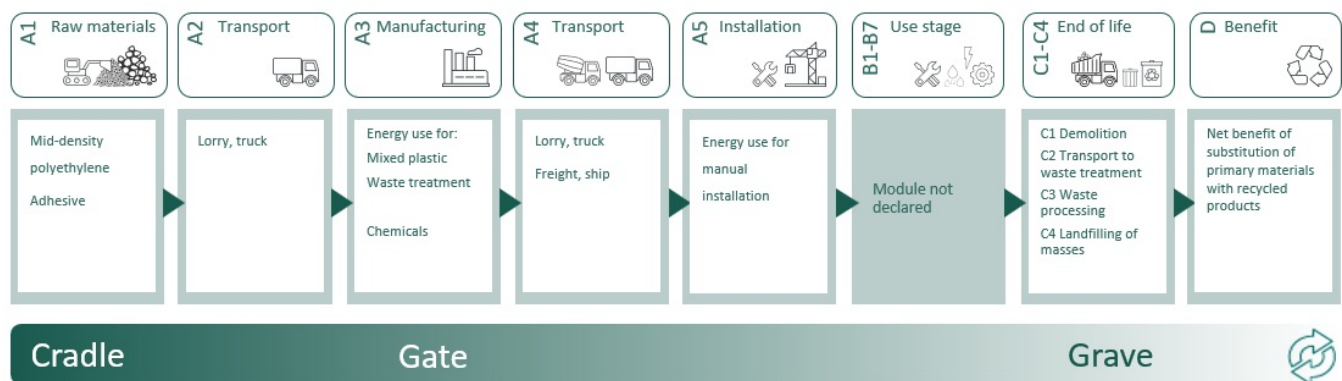 A1 Raw materials
A2 Transport
A3 Manufacturing
A4 Transport
A5 Installation
B1-B7 Use stage
C1-C4 End of life
D Benefit
Mid-density
polyethylene
Adhesive
Lorry, truck
Energy use for:
Mixed plastic
Waste treatment
Chemicals
Lorry, truck
Freight, ship
Energy use for
manual
installation
Module not
declared
C1 Demolition
C2 Transport to
waste treatment
C3 Waste
processing
C4 Landfilling of
masses
Net benefit of
substitution of
primary materials
with recycled
products
Cradle
Gate
Grave